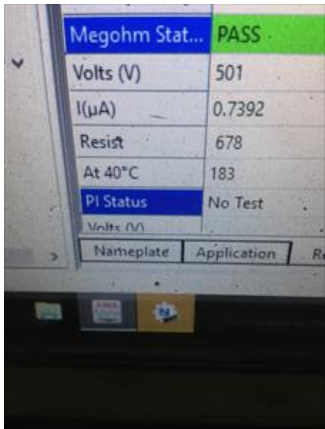 Megohm Stat... PASS
Volts (V) 501
I(µA) 0.7392
Resist 678
At 40°C 183
PI Status No Test
Volts (V)
Nameplate Application